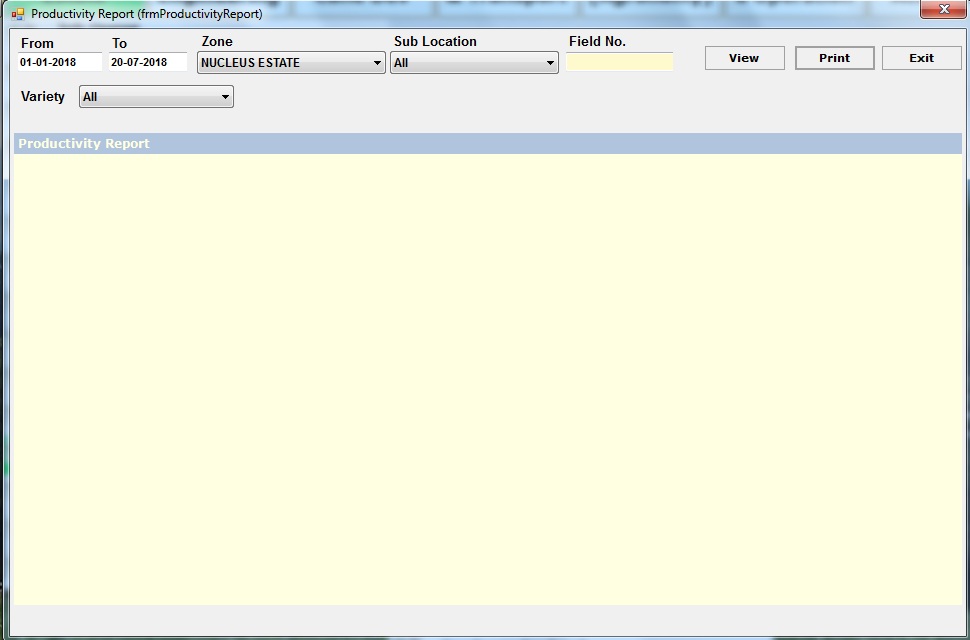 Productivity Report (frmProductivityReport)
From To Zone Sub Location Field No.
01-01-2018 20-07-2018 NUCLEUS ESTATE All View Print Exit
Variety All
Productivity Report